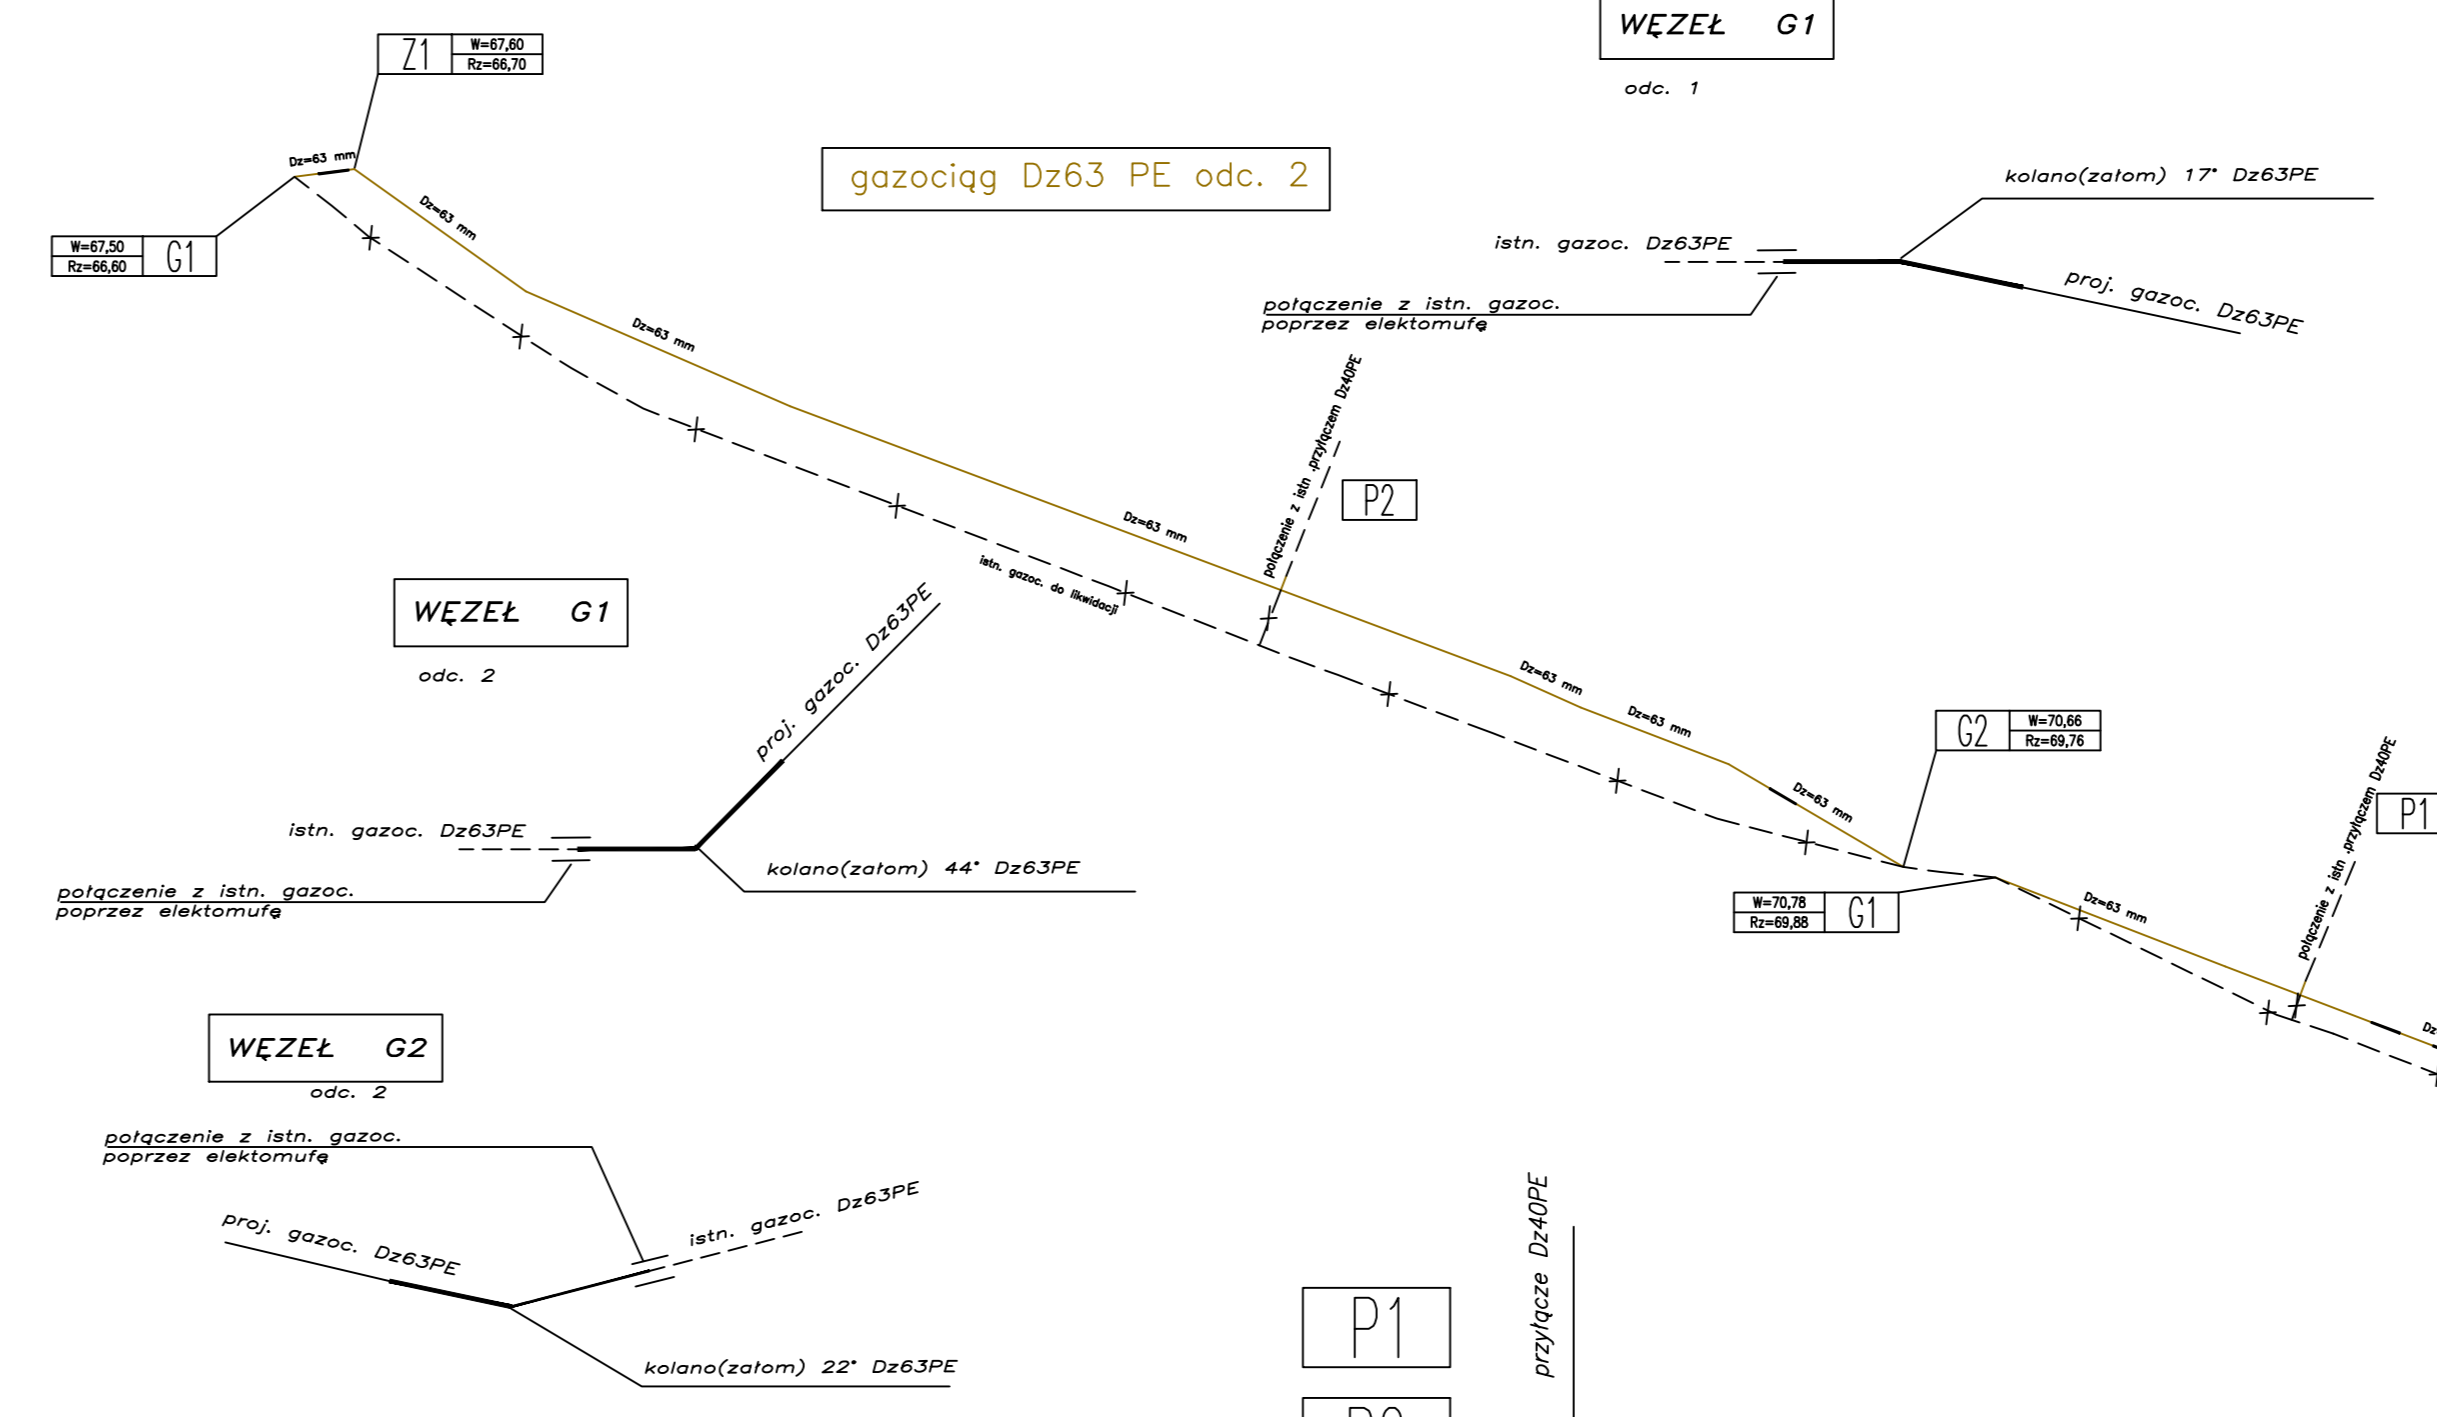 WĘZEŁ G1
odc. 1
Z1
W=67,60
Rz=66,70
Dz=63 mm
W=67,50
Rz=66,60
G1
Dz=63 mm
gazociąg Dz63 PE odc. 2
kolano(załom) 17° Dz63PE
istn. gazoc. Dz63PE
proj. gazoc. Dz63PE
połączenie z istn. gazoc.
poprzez elektomufę
Dz=63 mm
połączenie z istn .przyłączem Dz40PE
P2
Dz=63 mm
istn. gazoc. do likwidacji
WĘZEŁ G1
odc. 2
proj. gazoc. Dz63PE
istn. gazoc. Dz63PE
kolano(załom) 44° Dz63PE
połączenie z istn. gazoc.
poprzez elektomufę
Dz=63 mm
Dz=63 mm
Dz=63 mm
G2
W=70,66
Rz=69,76
W=70,78
Rz=69,88
G1
połączenie z istn .przyłączem Dz40PE
P1
Dz=63 mm
WĘZEŁ G2
odc. 2
połączenie z istn. gazoc.
poprzez elektomufę
proj. gazoc. Dz63PE
istn. gazoc. Dz63PE
kolano(załom) 22° Dz63PE
P1
przyłącze Dz40PE